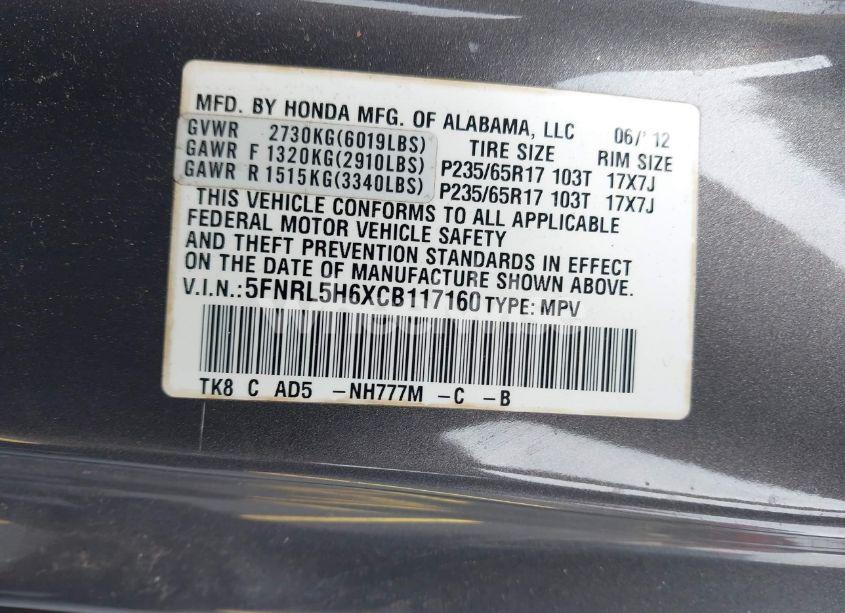 MFD. BY HONDA MFG. OF ALABAMA, LLC 06/'12
GVWR 2730KG(6019LBS) TIRE SIZE RIM SIZE
GAWR F 1320KG(2910LBS) P235/65R17 103T 17X7J
GAWR R 1515KG(3340LBS) P235/65R17 103T 17X7J
THIS VEHICLE CONFORMS TO ALL APPLICABLE
FEDERAL MOTOR VEHICLE SAFETY
AND THEFT PREVENTION STANDARDS IN EFFECT
ON THE DATE OF MANUFACTURE SHOWN ABOVE.
V.I.N.:5FNRL5H6XCB117160 TYPE: MPV
TK8 C AD5 -NH777M -C -B